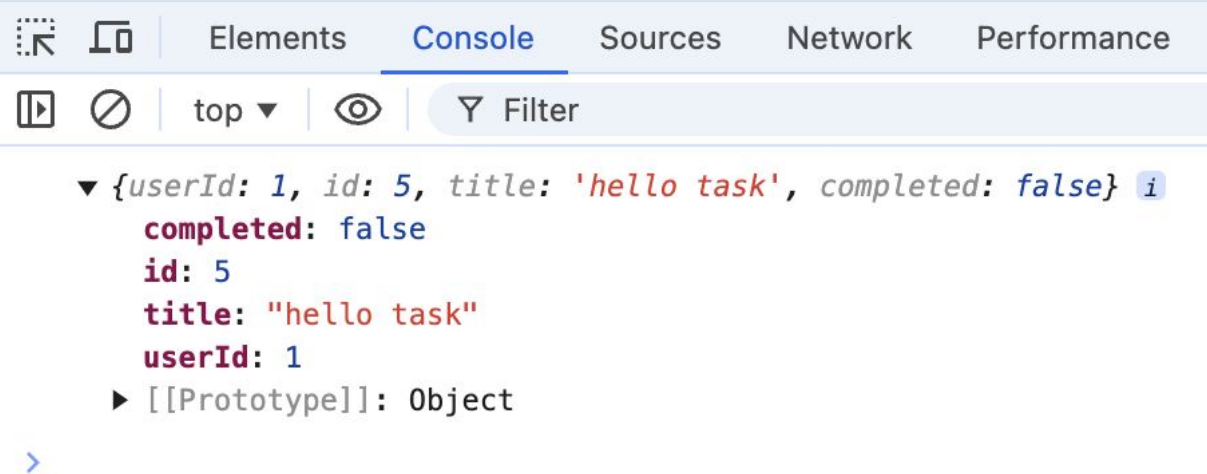 Elements Console Sources Network Performance
top ▼ Filter
▼ {userId: 1, id: 5, title: 'hello task', completed: false} i
completed: false
id: 5
title: "hello task"
userId: 1
▶ [[Prototype]]: Object
>